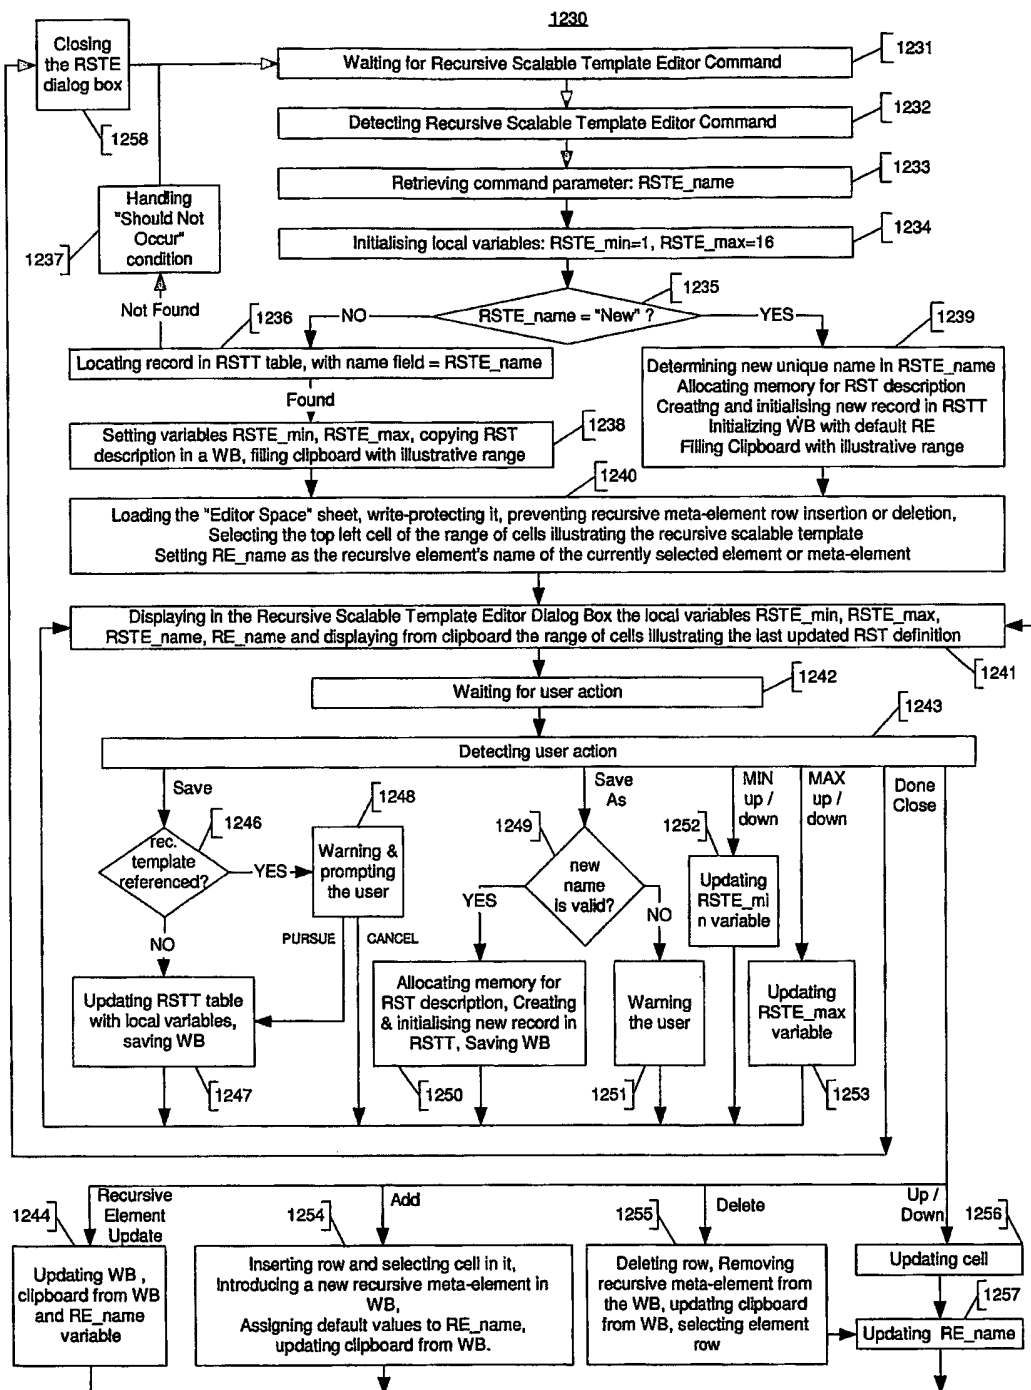 1230
Closing
the RSTE
dialog box
1258
Waiting for Recursive Scalable Template Editor Command
1231
Detecting Recursive Scalable Template Editor Command
1232
Retrieving command parameter: RSTE_name
1233
Initialising local variables: RSTE_min=1, RSTE_max=16
1234
Handling
"Should Not
Occur"
condition
1237
Not Found
1236
NO
RSTE_name = "New" ?
1235
YES
1239
Locating record in RSTT table, with name field = RSTE_name
Found
Setting variables RSTE_min, RSTE_max, copying RST
description in a WB, filling clipboard with illustrative range
1238
Determining new unique name in RSTE_name
Allocating memory for RST description
Creating and initialising new record in RSTT
Initializing WB with default RE
Filling Clipboard with illustrative range
1240
Loading the "Editor Space" sheet, write-protecting it, preventing recursive meta-element row insertion or deletion,
Selecting the top left cell of the range of cells illustrating the recursive scalable template
Setting RE_name as the recursive element's name of the currently selected element or meta-element
Displaying in the Recursive Scalable Template Editor Dialog Box the local variables RSTE_min, RSTE_max,
RSTE_name, RE_name and displaying from clipboard the range of cells illustrating the last updated RST definition
1241
Waiting for user action
1242
1243
Detecting user action
Save
1246
rec.
template
referenced?
YES
1248
Warning &
prompting
the user
NO
PURSUE
CANCEL
Updating RSTT table
with local variables,
saving WB
1247
Save
As
1249
new
name
is valid?
YES
NO
Allocating memory for
RST description, Creating
& initialising new record in
RSTT, Saving WB
1250
Warning
the user
1251
MIN
up /
down
1252
Updating
RSTE_mi
n variable
MAX
up /
down
Updating
RSTE_max
variable
1253
Done
Close
1244
Recursive
Element
Update
Updating WB ,
clipboard from WB
and RE_name
variable
1254
Add
Inserting row and selecting cell in it,
Introducing a new recursive meta-element in
WB,
Assigning default values to RE_name,
updating clipboard from WB.
1255
Delete
Deleting row, Removing
recursive meta-element from
the WB, updating clipboard
from WB, selecting element
row
Up /
Down
1256
Updating cell
1257
Updating RE_name